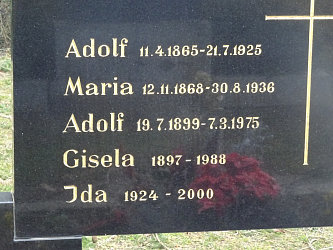 Adolf 11.4.1865-21.7.1925
Maria 12.11.1868-30.8.1936
Adolf 19.7.1899-7.3.1975
Gisela 1897-1988
Ida 1924 - 2000